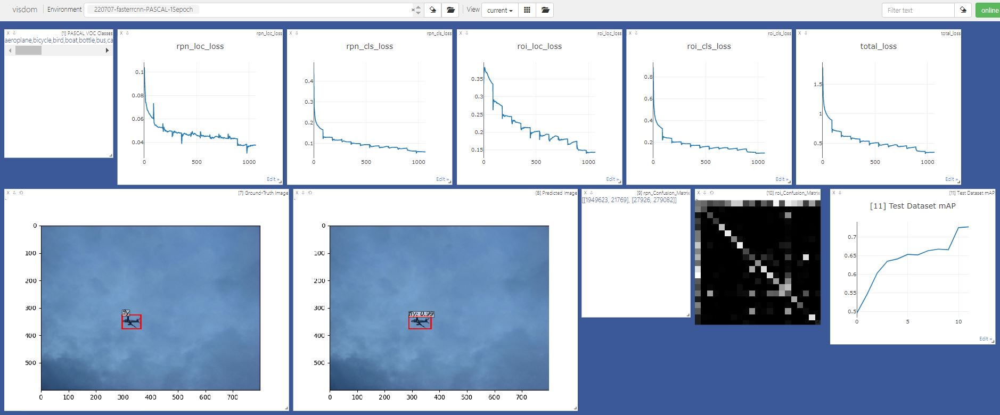 visdom Environment 220707-fasterrcnn-PASCAL-15epoch × View current Filter text online
X [1] PASCAL VOC Classes
aeroplane,bicycle,bird,boat,bottle,bus,ca
X rpn_loc_loss
rpn_loc_loss
0.1
0.08
0.06
0.04
0 500 1000
Edit »
X rpn_cls_loss
rpn_cls_loss
0.4
0.3
0.2
0.1
0 500 1000
Edit »
X roi_loc_loss
roi_loc_loss
0.35
0.3
0.25
0.2
0.15
0 500 1000
Edit »
X roi_cls_loss
roi_cls_loss
0.8
0.6
0.4
0.2
0 500 1000
Edit »
X total_loss
total_loss
1.5
1
0.5
0 500 1000
Edit »
X [7] Ground-Truth Image
0
100
200
300
400
500
fly
0 100 200 300 400 500 600 700
X [8] Predicted Image
0
100
200
300
400
500
fly: 0.99
0 100 200 300 400 500 600 700
X [9] rpn_Confusion_Matrix
[[1949623, 21769], [27926, 279082]]
X [10] roi_Confusion_Matrix
X [11] Test Dataset mAP
[11] Test Dataset mAP
0.7
0.65
0.6
0.55
0.5
0 5 10
Edit »